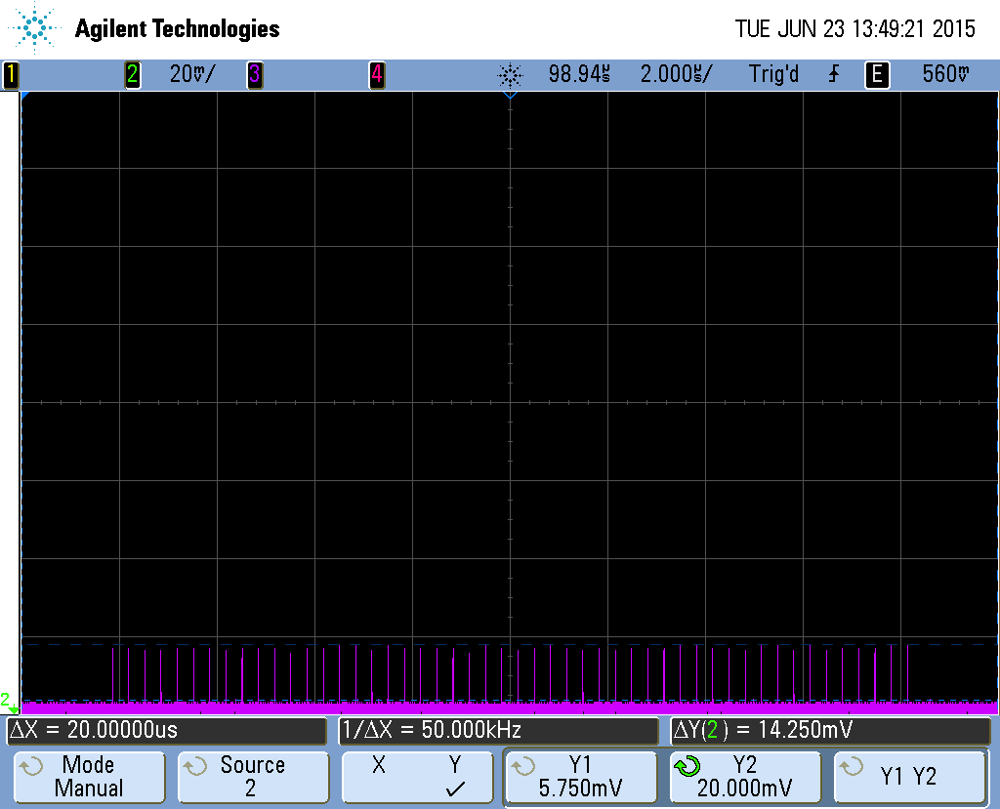 Agilent Technologies TUE JUN 23 13:49:21 2015
1 2 20mV/ 3 4 98.94us 2.000us/ Trig'd E 560mV
2
ΔX = 20.00000us 1/ΔX = 50.000kHz ΔY(2) = 14.250mV
Mode Source X Y Y1 Y2 Y1 Y2
Manual 2 5.750mV 20.000mV